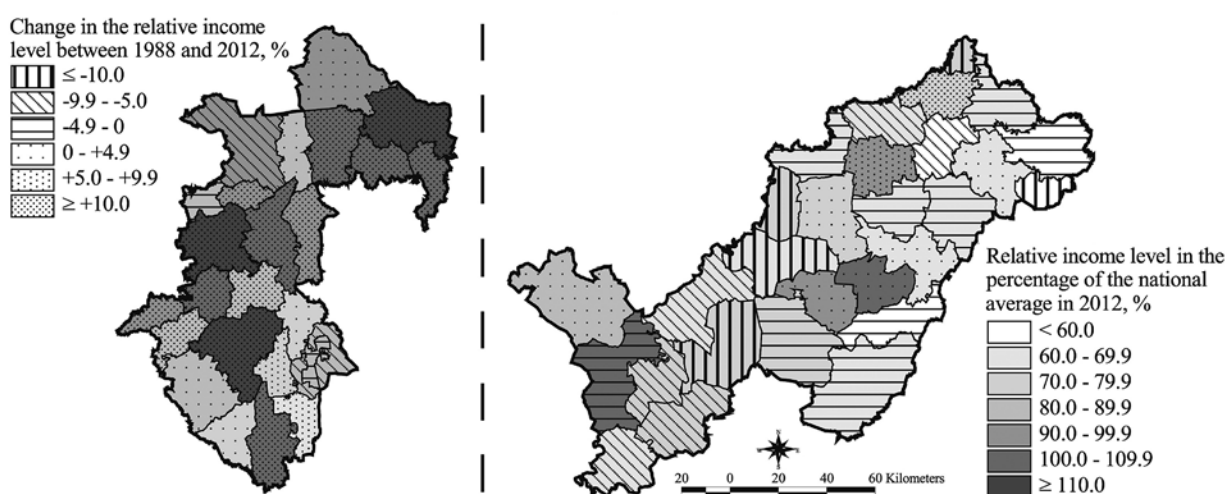 Change in the relative income
level between 1988 and 2012, %
≤ -10.0
-9.9 - -5.0
-4.9 - 0
0 - +4.9
+5.0 - +9.9
≥ +10.0
Relative income level in the
percentage of the national
average in 2012, %
< 60.0
60.0 - 69.9
70.0 - 79.9
80.0 - 89.9
90.0 - 99.9
100.0 - 109.9
≥ 110.0
N
W E
S
20 0 20 40 60 Kilometers